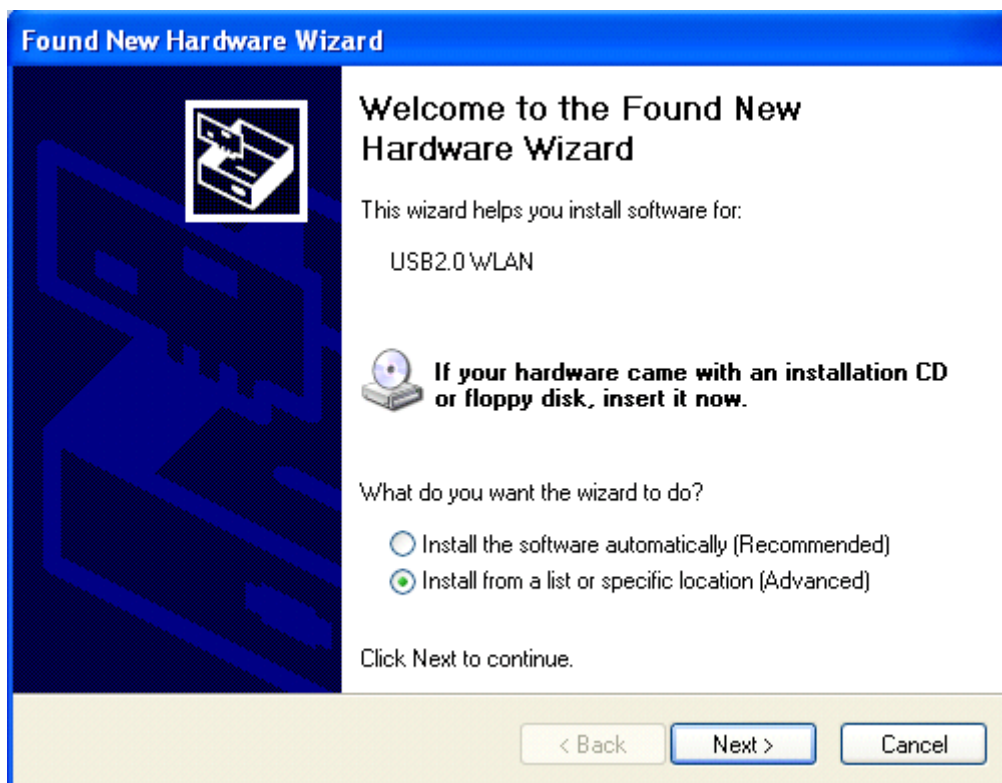 Found New Hardware Wizard
Welcome to the Found New
Hardware Wizard
This wizard helps you install software for:
USB2.0 WLAN
If your hardware came with an installation CD
or floppy disk, insert it now.
What do you want the wizard to do?
Install the software automatically (Recommended)
Install from a list or specific location (Advanced)
Click Next to continue.
< Back Next > Cancel